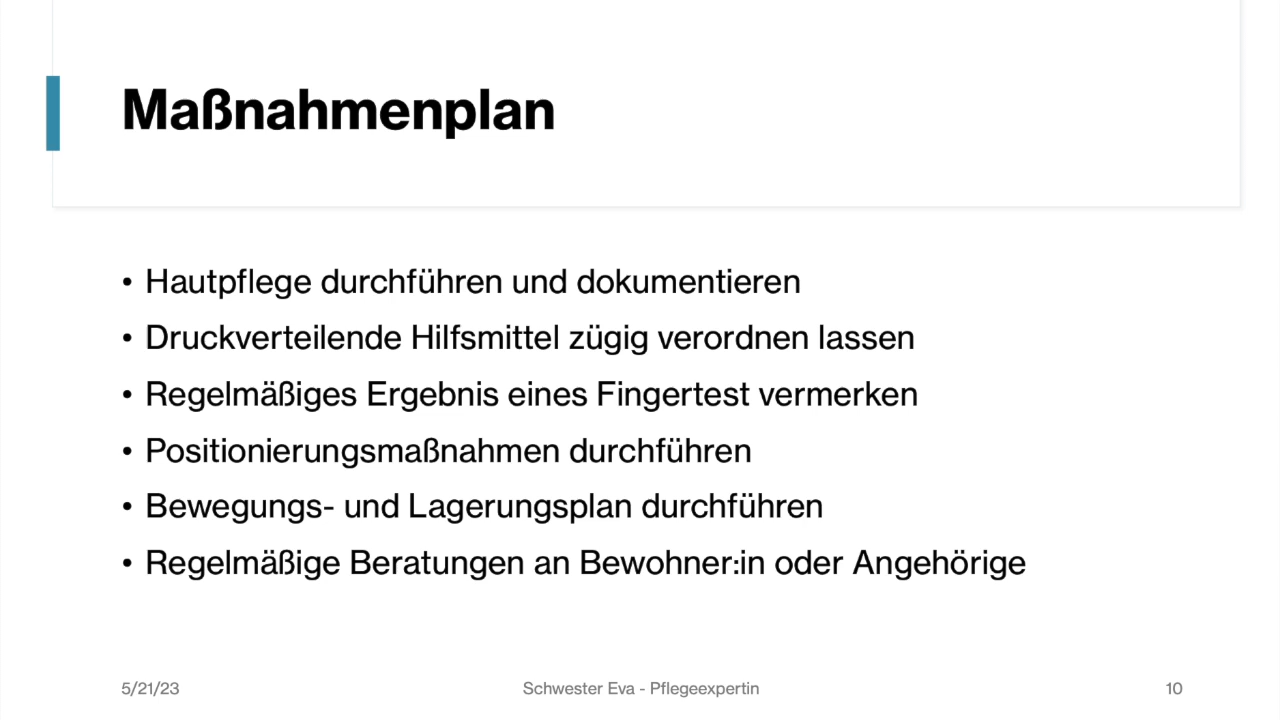 Maßnahmenplan
• Hautpflege durchführen und dokumentieren
• Druckverteilende Hilfsmittel zügig verordnen lassen
• Regelmäßiges Ergebnis eines Fingertest vermerken
• Positionierungsmaßnahmen durchführen
• Bewegungs- und Lagerungsplan durchführen
• Regelmäßige Beratungen an Bewohner:in oder Angehörige
5/21/23 Schwester Eva - Pflegeexpertin 10